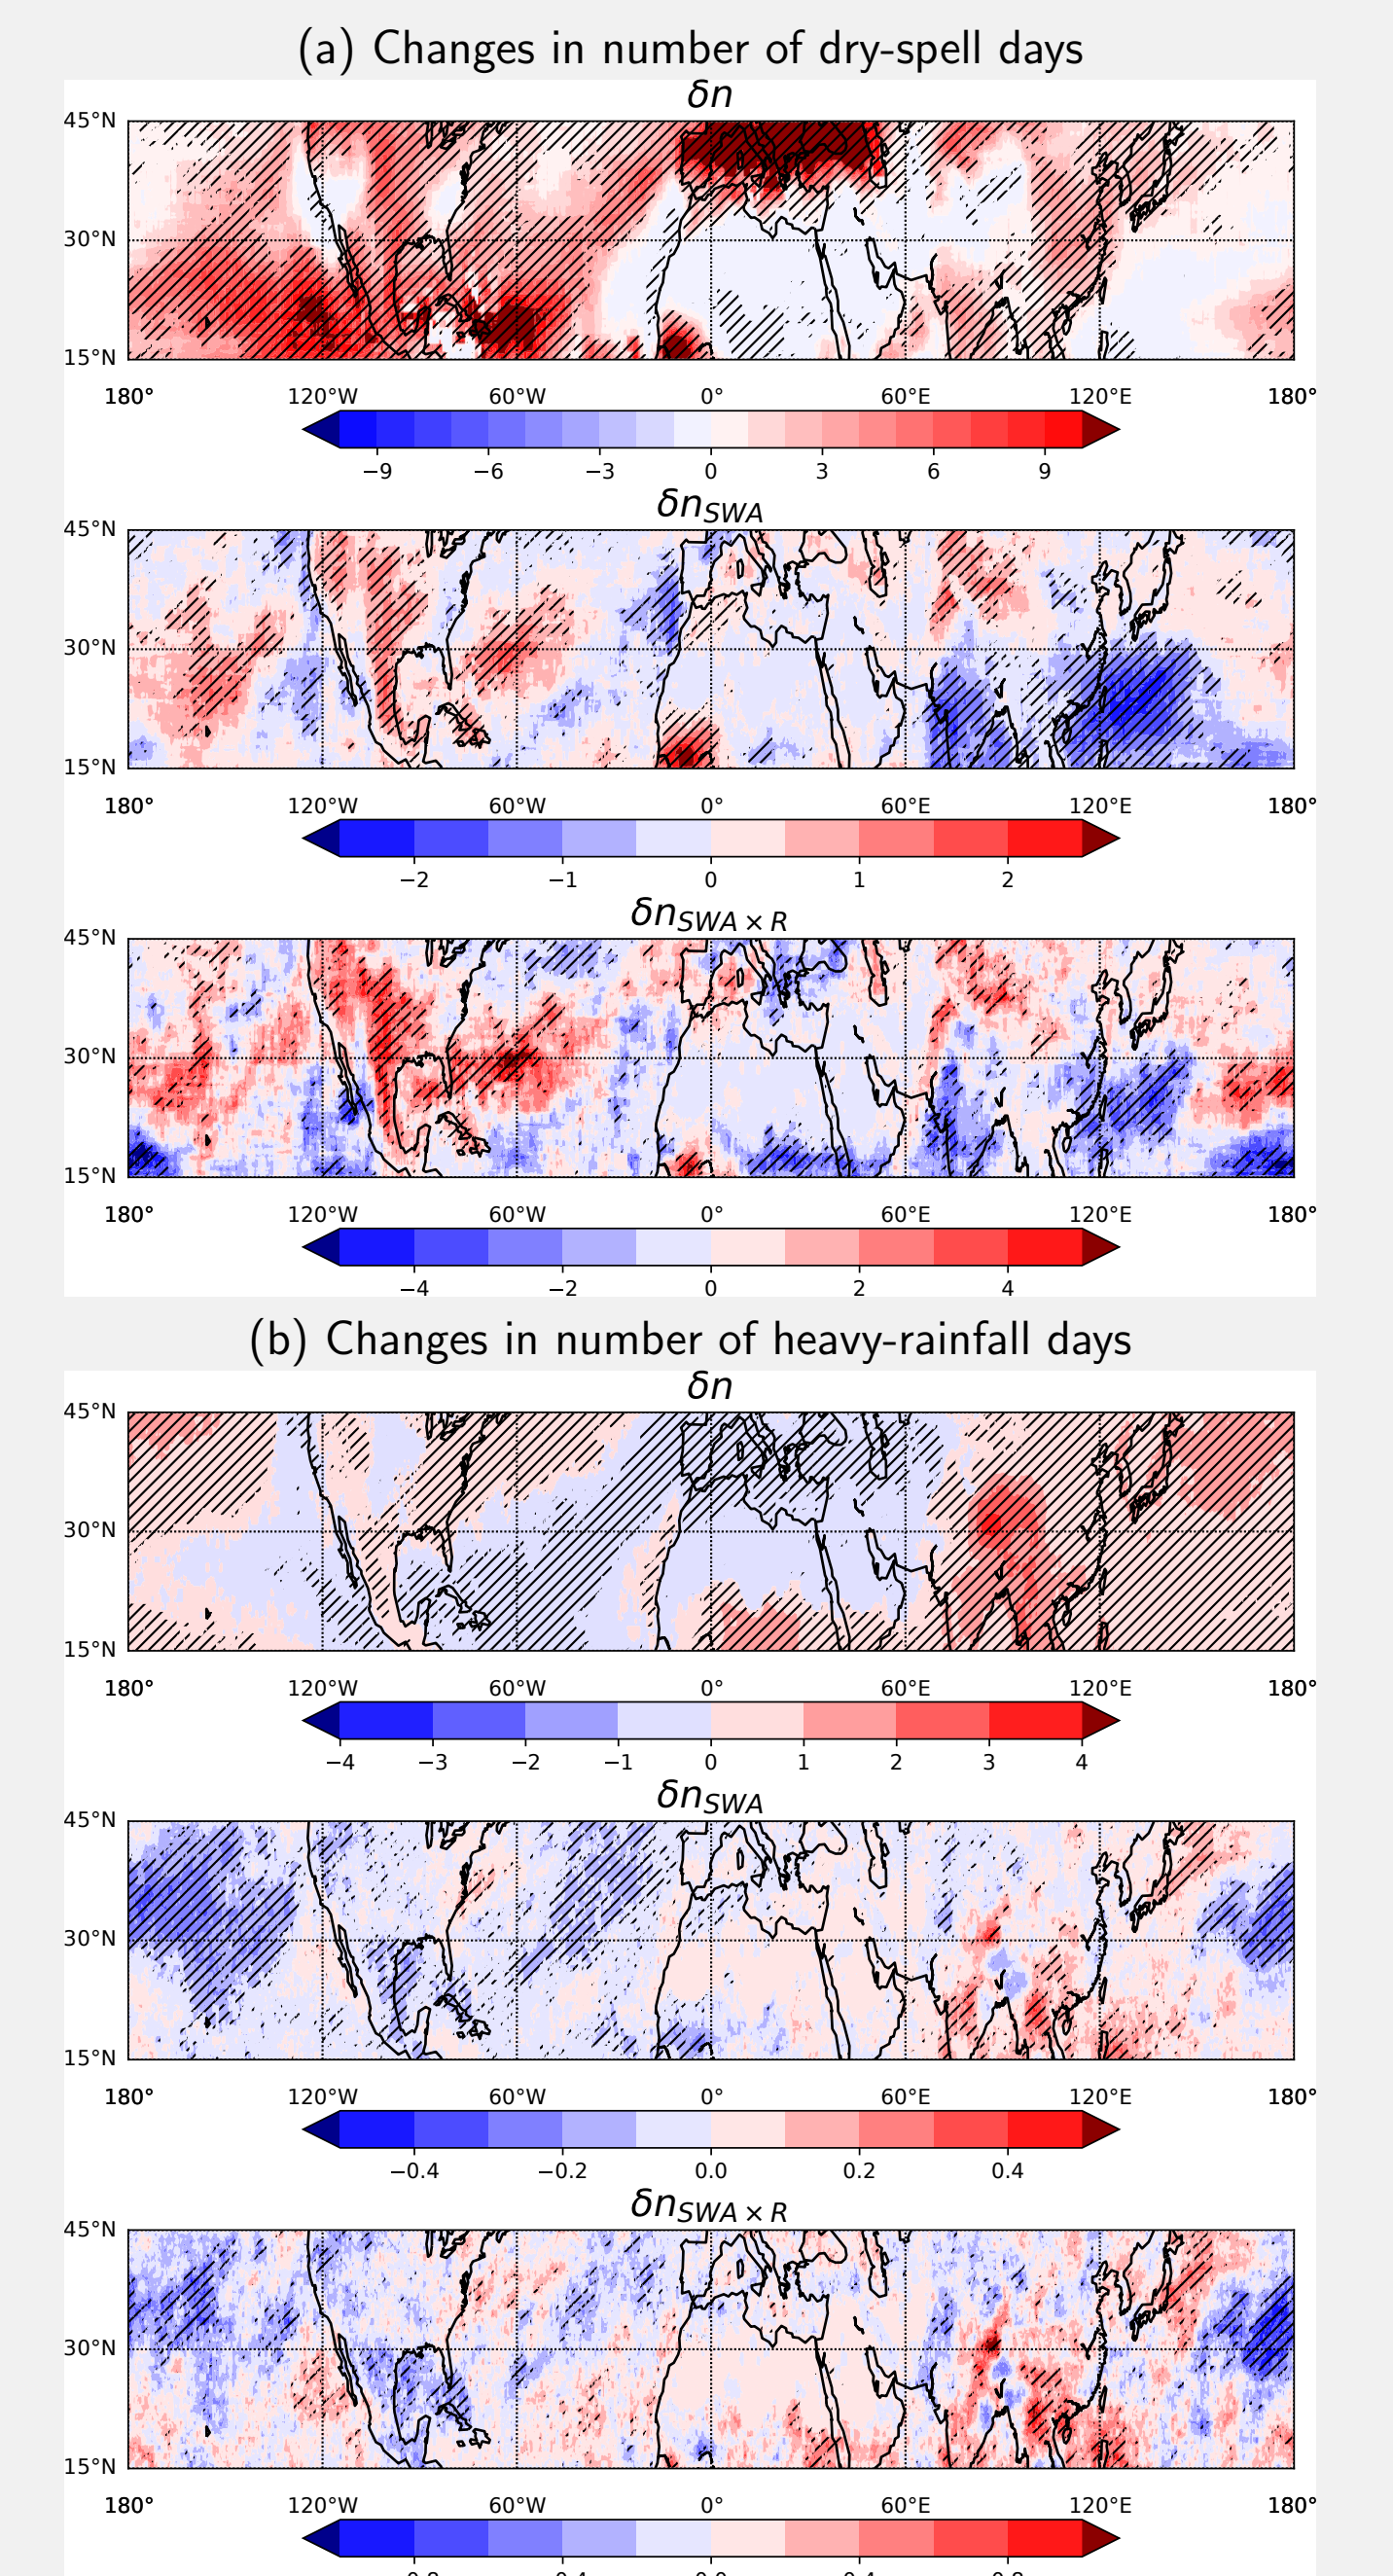 (a) Changes in number of dry-spell days
δn
45°N
30°N
15°N
180° 120°W 60°W 0° 60°E 120°E 180°
−9 −6 −3 0 3 6 9
δn_SWA
45°N
30°N
15°N
180° 120°W 60°W 0° 60°E 120°E 180°
−2 −1 0 1 2
δn_SWA×R
45°N
30°N
15°N
180° 120°W 60°W 0° 60°E 120°E 180°
−4 −2 0 2 4
(b) Changes in number of heavy-rainfall days
δn
45°N
30°N
15°N
180° 120°W 60°W 0° 60°E 120°E 180°
−4 −3 −2 −1 0 1 2 3 4
δn_SWA
45°N
30°N
15°N
180° 120°W 60°W 0° 60°E 120°E 180°
−0.4 −0.2 0.0 0.2 0.4
δn_SWA×R
45°N
30°N
15°N
180° 120°W 60°W 0° 60°E 120°E 180°